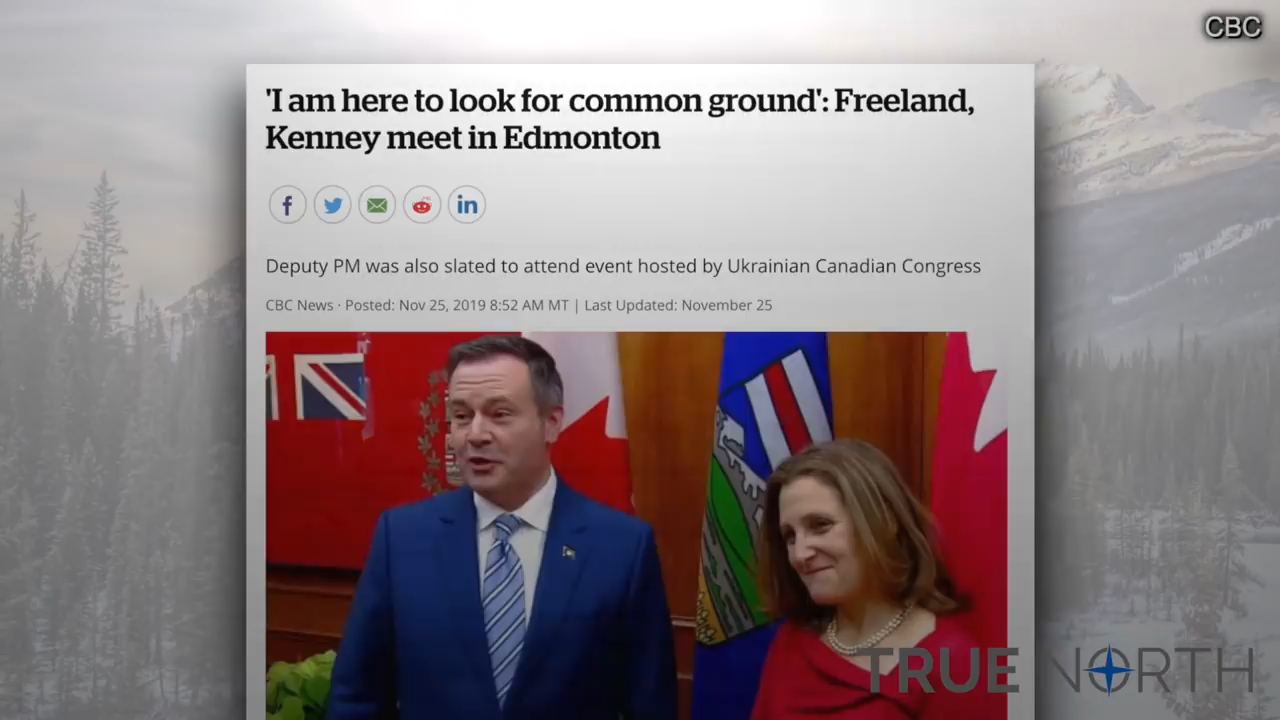 CBC
'I am here to look for common ground': Freeland,
Kenney meet in Edmonton
Deputy PM was also slated to attend event hosted by Ukrainian Canadian Congress
CBC News · Posted: Nov 25, 2019 8:52 AM MT | Last Updated: November 25
TRUE NORTH